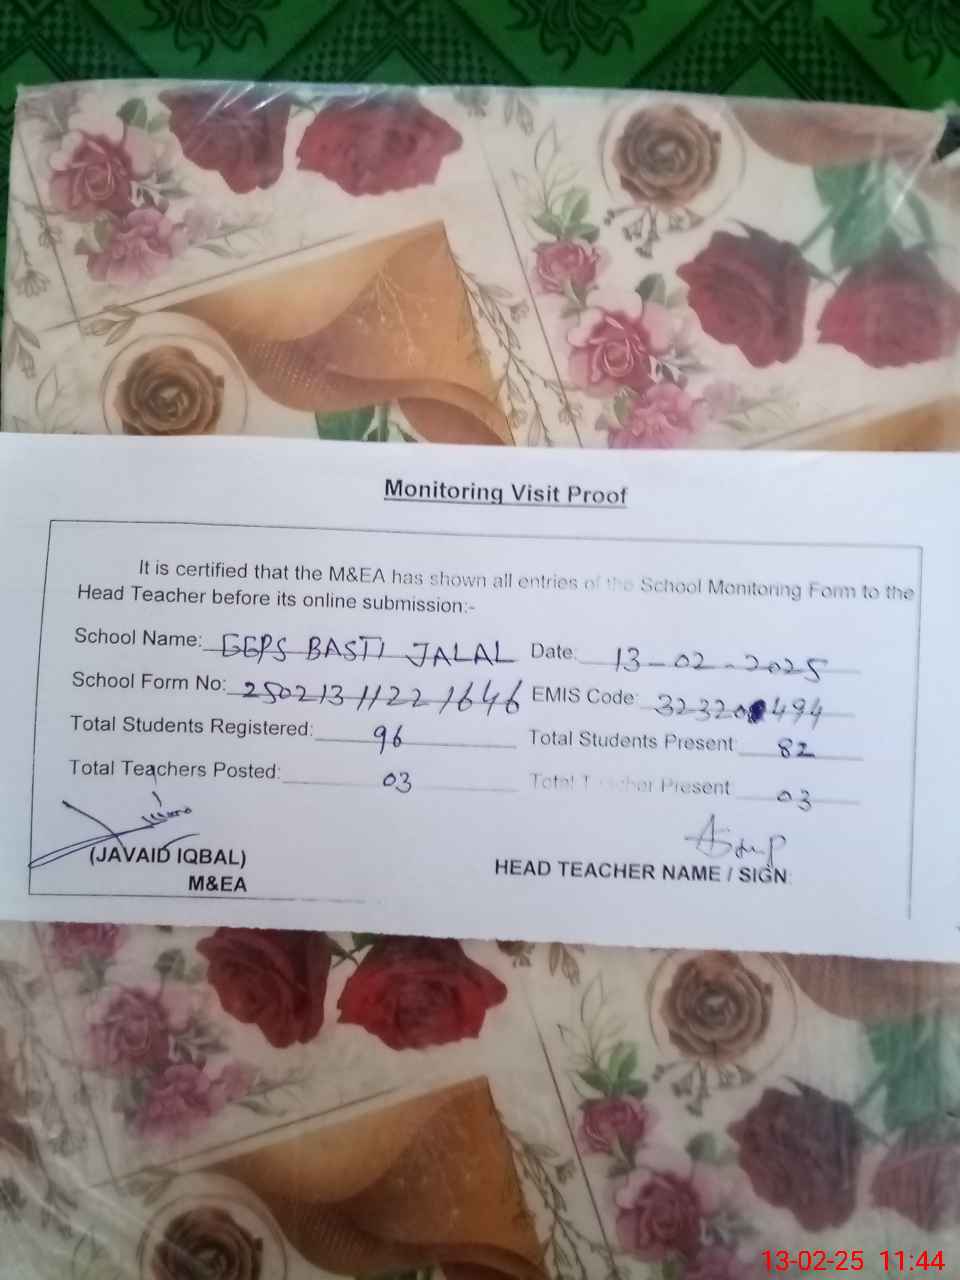 Monitoring Visit Proof
It is certified that the M&EA has shown all entries of the School Monitoring Form to the
Head Teacher before its online submission:-
School Name: GGPS BASTI JALAL Date: 13-02-2025
School Form No: 2502131122 1646 EMIS Code: 32320494
Total Students Registered: 96 Total Students Present: 82
Total Teachers Posted: 03 Total Teacher Present 03
(JAVAID IQBAL)
M&EA
HEAD TEACHER NAME / SIGN:
13-02-25 11:44